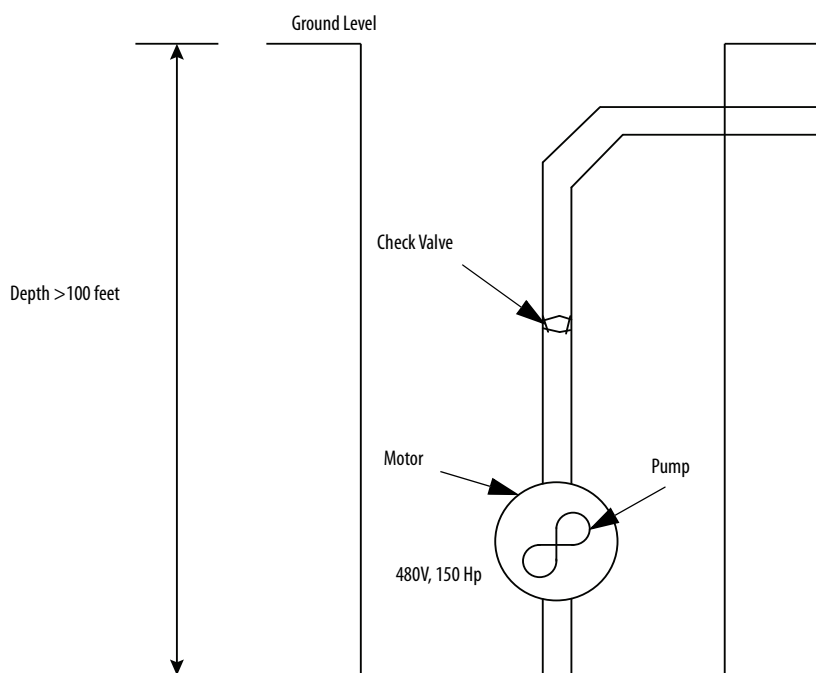 Ground Level
Check Valve
Depth >100 feet
Motor
Pump
480V, 150 Hp